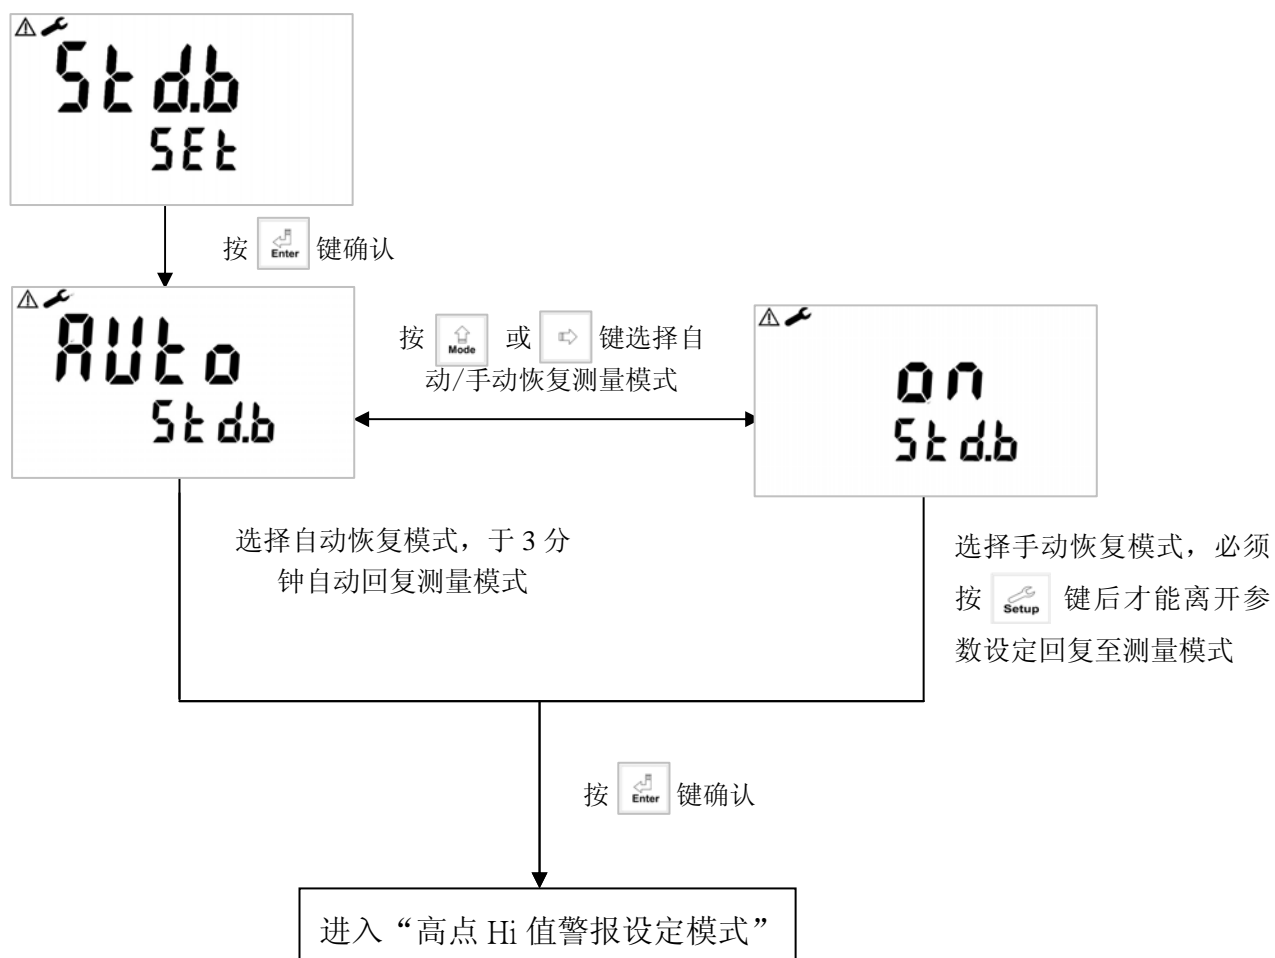 Std.b
SEt
按 Enter 键确认
AUto
Std.b
按 Mode 或 键选择自
动/手动恢复测量模式
on
Std.b
选择自动恢复模式，于 3 分
钟自动回复测量模式
选择手动恢复模式，必须
按 Setup 键后才能离开参
数设定回复至测量模式
按 Enter 键确认
进入“高点 Hi 值警报设定模式”